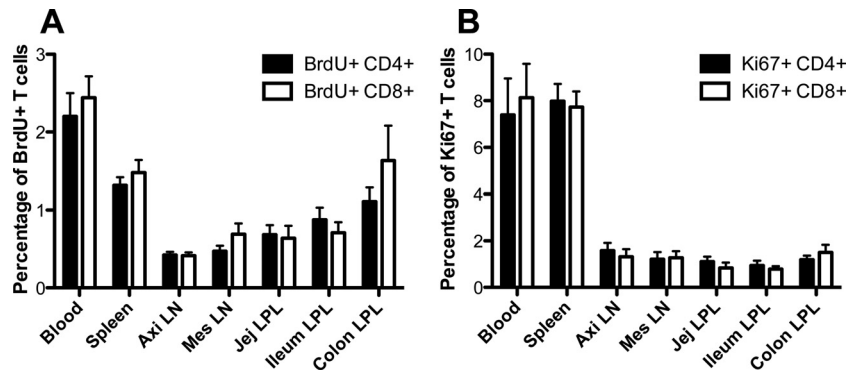 A
Percentage of BrdU+ T cells
3
2
1
0
BrdU+ CD4+
BrdU+ CD8+
Blood
Spleen
Axi LN
Mes LN
Jej LPL
Ileum LPL
Colon LPL
B
Percentage of Ki67+ T cells
10
8
6
4
2
0
Ki67+ CD4+
Ki67+ CD8+
Blood
Spleen
Axi LN
Mes LN
Jej LPL
Ileum LPL
Colon LPL